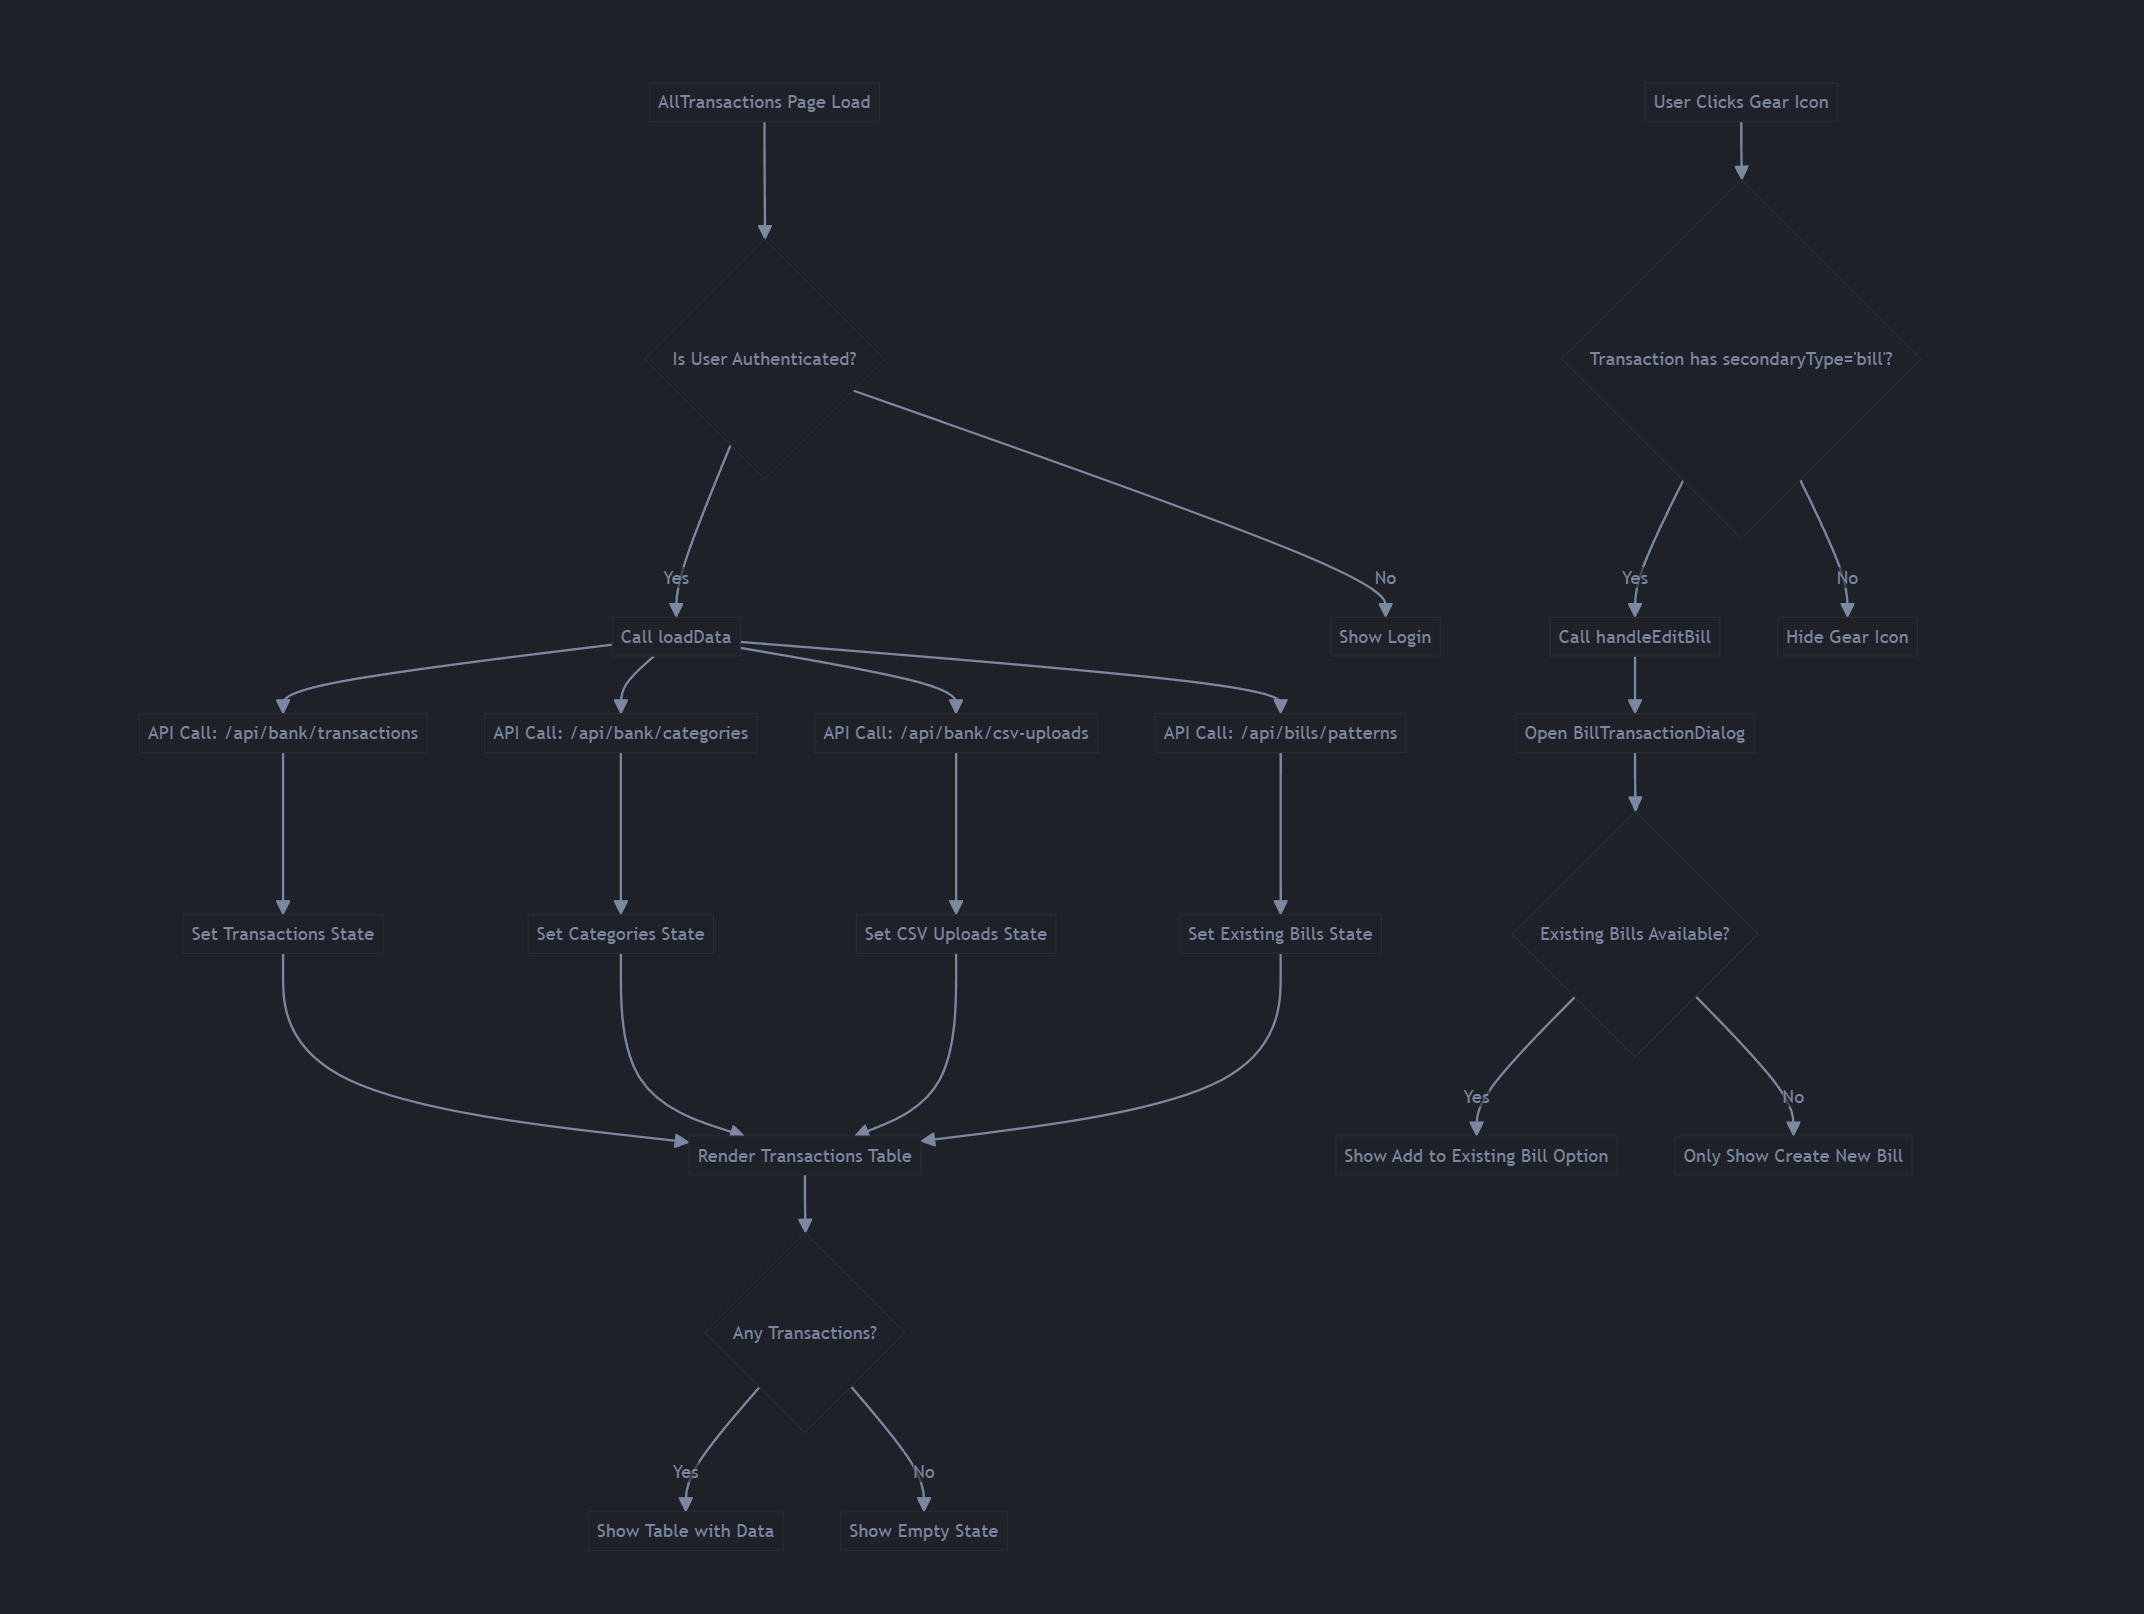 AllTransactions Page Load
User Clicks Gear Icon
Is User Authenticated?
Transaction has secondaryType='bill'?
Yes
No
Yes
No
Call loadData
Show Login
Call handleEditBill
Hide Gear Icon
API Call: /api/bank/transactions
API Call: /api/bank/categories
API Call: /api/bank/csv-uploads
API Call: /api/bills/patterns
Open BillTransactionDialog
Set Transactions State
Set Categories State
Set CSV Uploads State
Set Existing Bills State
Existing Bills Available?
Yes
No
Render Transactions Table
Show Add to Existing Bill Option
Only Show Create New Bill
Any Transactions?
Yes
No
Show Table with Data
Show Empty State